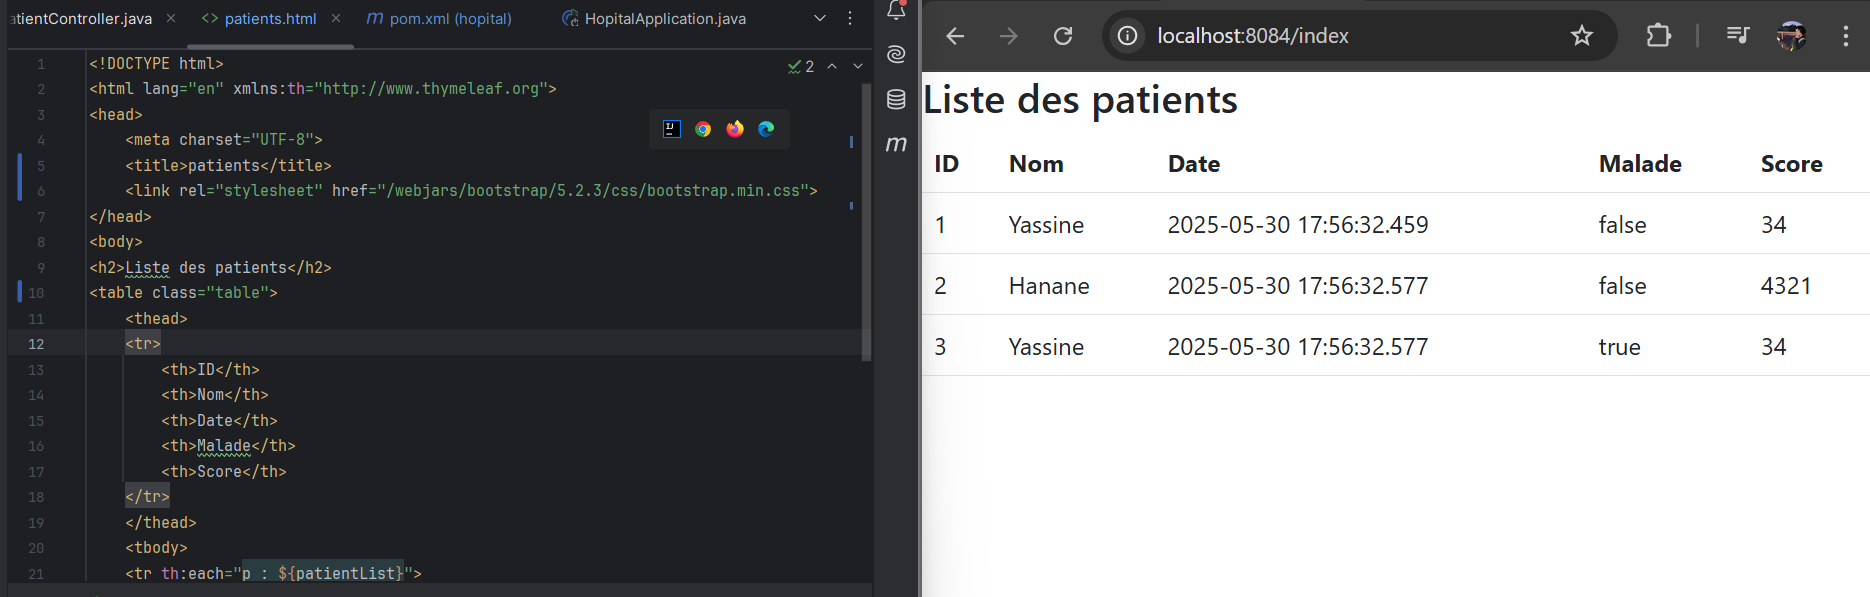 atientController.java
patients.html
pom.xml (hopital)
HopitalApplication.java
2
1 <!DOCTYPE html>
2 <html lang="en" xmlns:th="http://www.thymeleaf.org">
3 <head>
4 <meta charset="UTF-8">
5 <title>patients</title>
6 <link rel="stylesheet" href="/webjars/bootstrap/5.2.3/css/bootstrap.min.css">
7 </head>
8 <body>
9 <h2>Liste des patients</h2>
10 <table class="table">
11 <thead>
12 <tr>
13 <th>ID</th>
14 <th>Nom</th>
15 <th>Date</th>
16 <th>Malade</th>
17 <th>Score</th>
18 </tr>
19 </thead>
20 <tbody>
21 <tr th:each="p : ${patientList}">
localhost:8084/index
Liste des patients
ID Nom Date Malade Score
1 Yassine 2025-05-30 17:56:32.459 false 34
2 Hanane 2025-05-30 17:56:32.577 false 4321
3 Yassine 2025-05-30 17:56:32.577 true 34